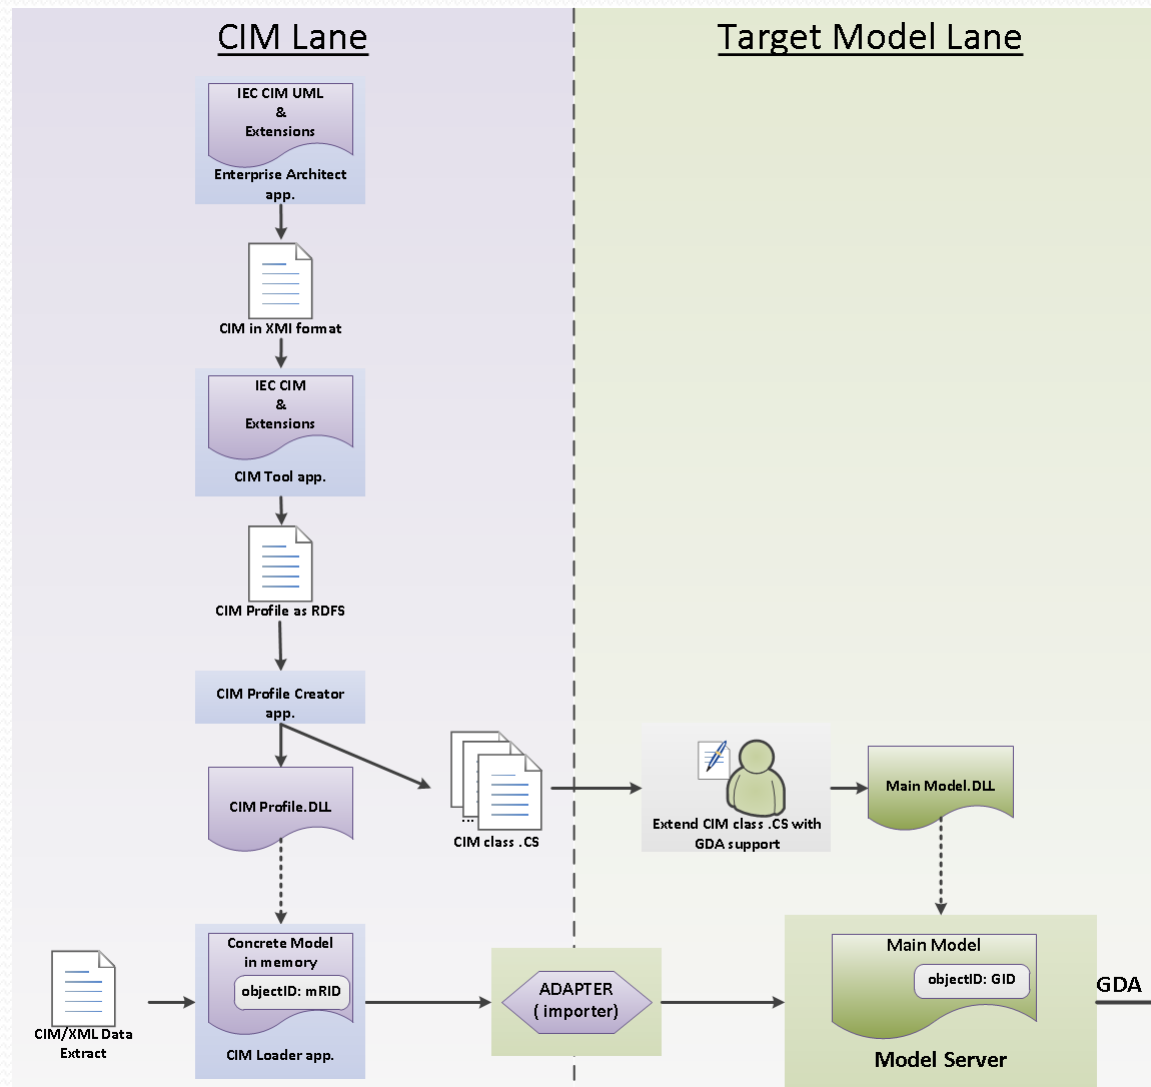 CIM Lane
Target Model Lane
IEC CIM UML
&
Extensions
Enterprise Architect
app.
CIM in XMI format
IEC CIM
&
Extensions
CIM Tool app.
CIM Profile as RDFS
CIM Profile Creator
app.
CIM Profile.DLL
...
CIM class .CS
Extend CIM class .CS with
GDA support
Main Model.DLL
CIM/XML Data
Extract
Concrete Model
in memory
objectID: mRID
CIM Loader app.
ADAPTER
( importer)
Main Model
objectID: GID
Model Server
GDA